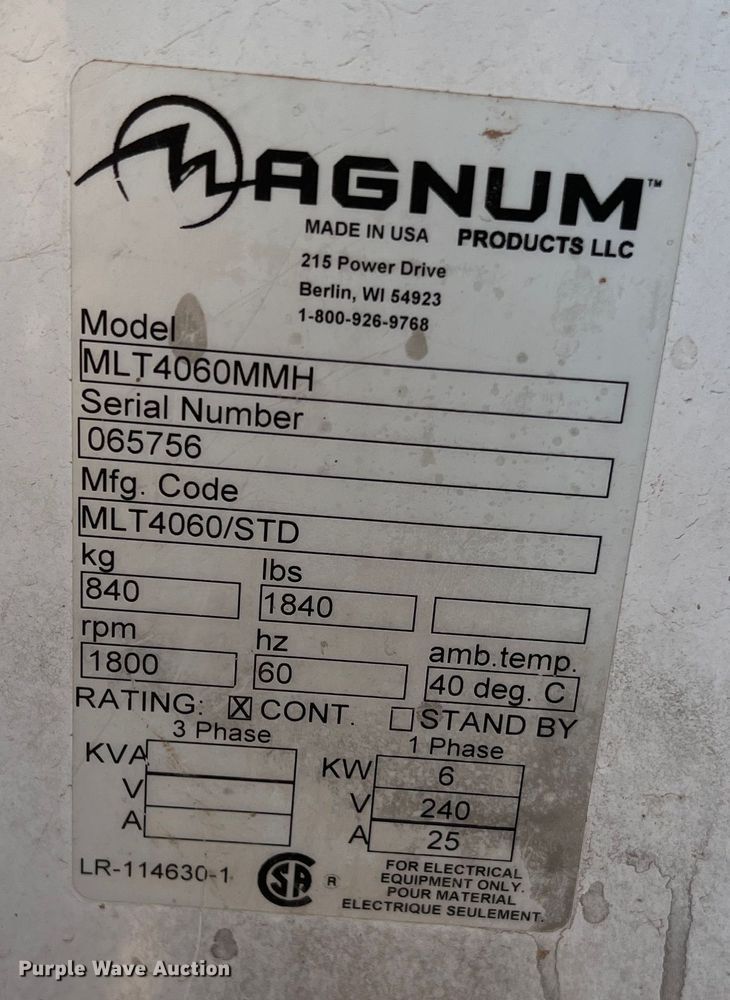 MAGNUM™
MADE IN USA PRODUCTS LLC
215 Power Drive
Berlin, WI 54923
1-800-926-9768
Model
MLT4060MMH
Serial Number
065756
Mfg. Code
MLT4060/STD
kg lbs
840 1840
rpm hz amb.temp.
1800 60 40 deg. C
RATING: X CONT. STAND BY
3 Phase 1 Phase
KVA KW 6
V V 240
A A 25
LR-114630-1 SA ® FOR ELECTRICAL
EQUIPMENT ONLY.
POUR MATERIAL
ELECTRIQUE SEULEMENT.
Purple Wave Auction